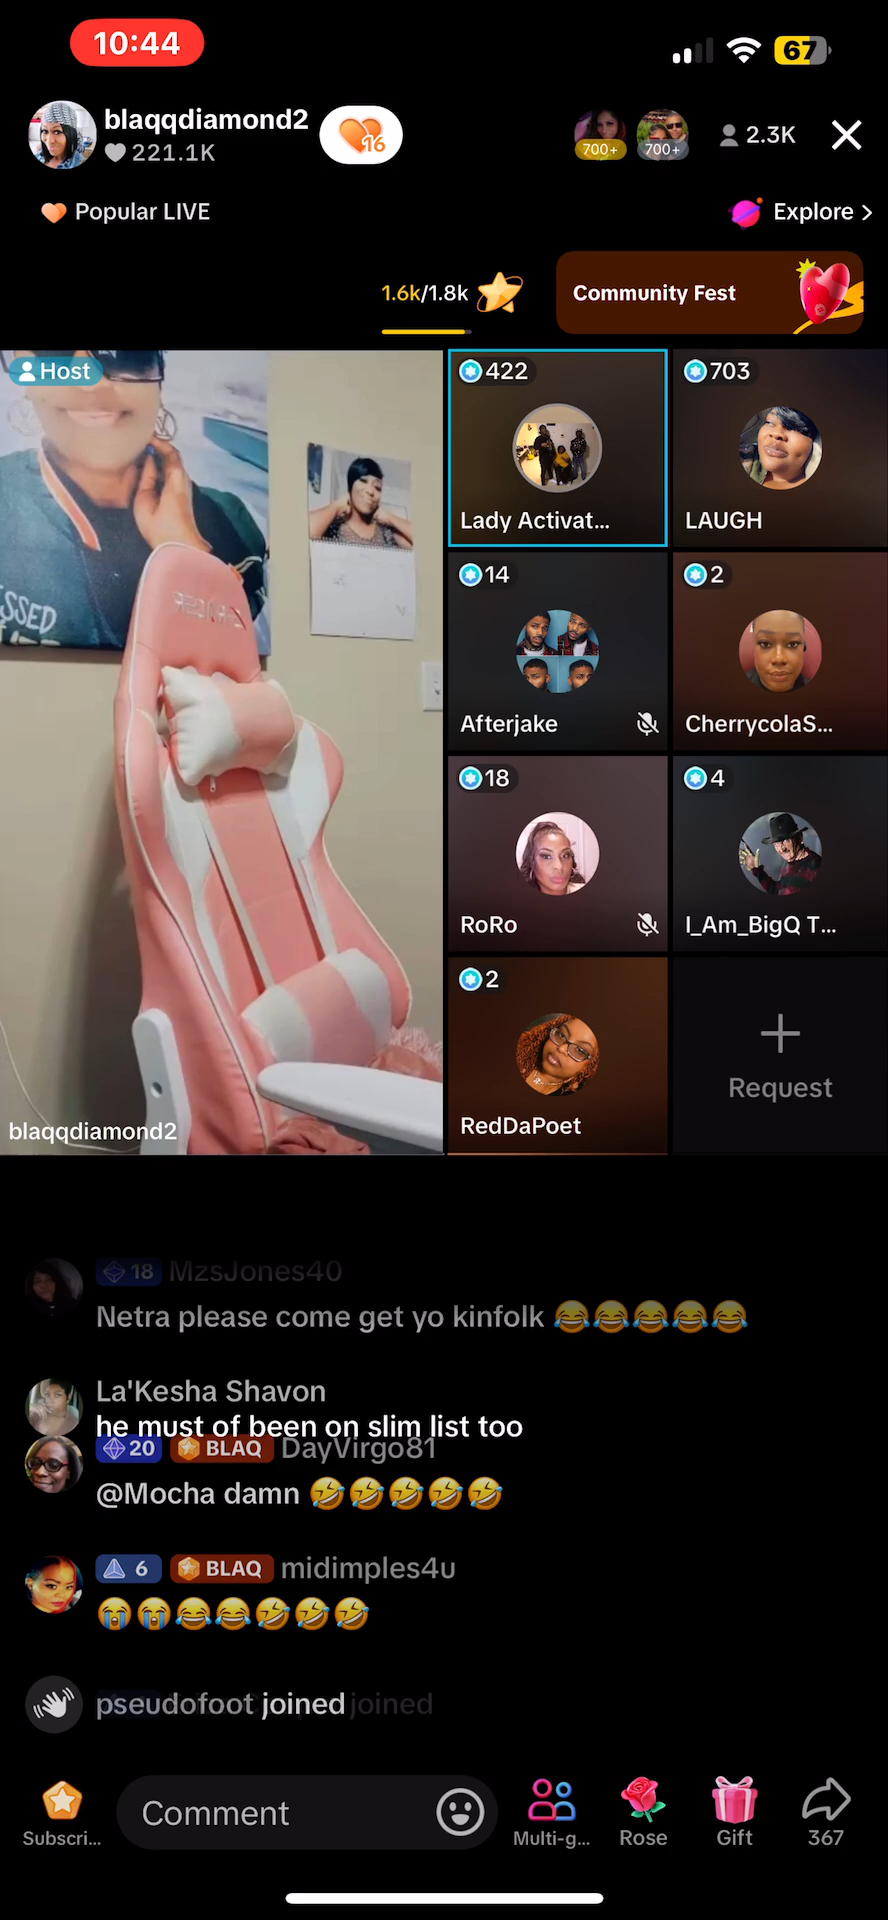 10:44
67
blaqqdiamond2
221.1K
16
700+
700+
2.3K
Popular LIVE
Explore >
1.6k/1.8k
Community Fest
Host
SSED
blaqqdiamond2
422
Lady Activat...
703
LAUGH
14
Afterjake
2
CherrycolaS...
18
RoRo
4
I_Am_BigQ T...
2
RedDaPoet
Request
18 MzsJones40
Netra please come get yo kinfolk 😂😂😂😂😂
La'Kesha Shavon
he must of been on slim list too
20 BLAQ DayVirgo81
@Mocha damn 🤣🤣🤣🤣🤣
6 BLAQ midimples4u
😭😭😂😂🤣🤣🤣
pseudofoot joined
joined
Subscri...
Comment
Multi-g...
Rose
Gift
367